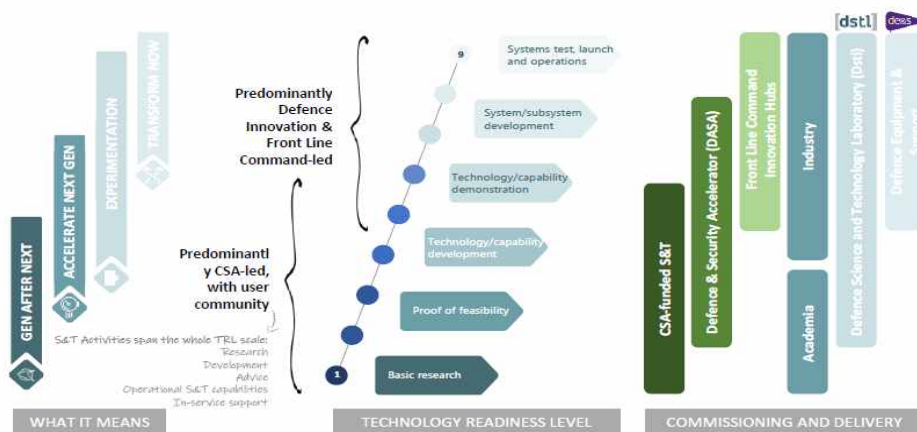 GEN AFTER NEXT
ACCELERATE NEXT GEN
EXPERIMENTATION
TRANSFORM NOW
Predominantly
Defence
Innovation &
Front Line
Command-led
Predominantl
y CSA-led,
with user
community
S&T Activities span the whole TRL scale:
Research
Development
Advice
Operational S&T capabilities
In-service support
WHAT IT MEANS
9
Systems test, launch
and operations
System/subsystem
development
Technology/capability
demonstration
Technology/capability
development
Proof of feasibility
1
Basic research
TECHNOLOGY READINESS LEVEL
[dstl]
de&s
CSA-funded S&T
Defence & Security Accelerator (DASA)
Front Line Command
Innovation Hubs
Industry
Academia
Defence Science and Technology Laboratory (Dstl)
Defence Equipment &
COMMISSIONING AND DELIVERY